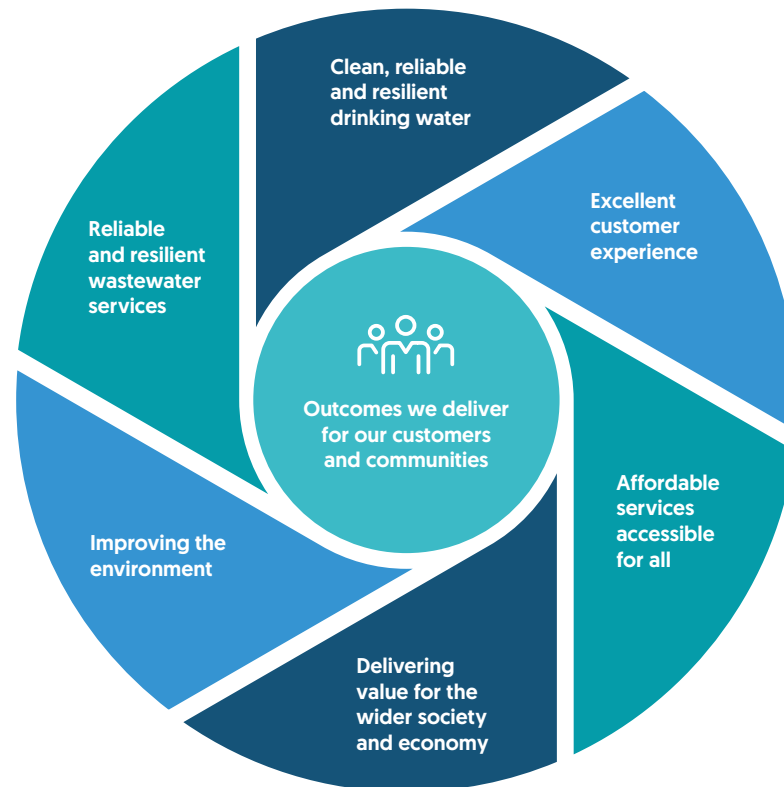 Clean, reliable
and resilient
drinking water
Excellent
customer
experience
Affordable
services
accessible
for all
Delivering
value for the
wider society
and economy
Improving the
environment
Reliable
and resilient
wastewater
services
Outcomes we deliver
for our customers
and communities